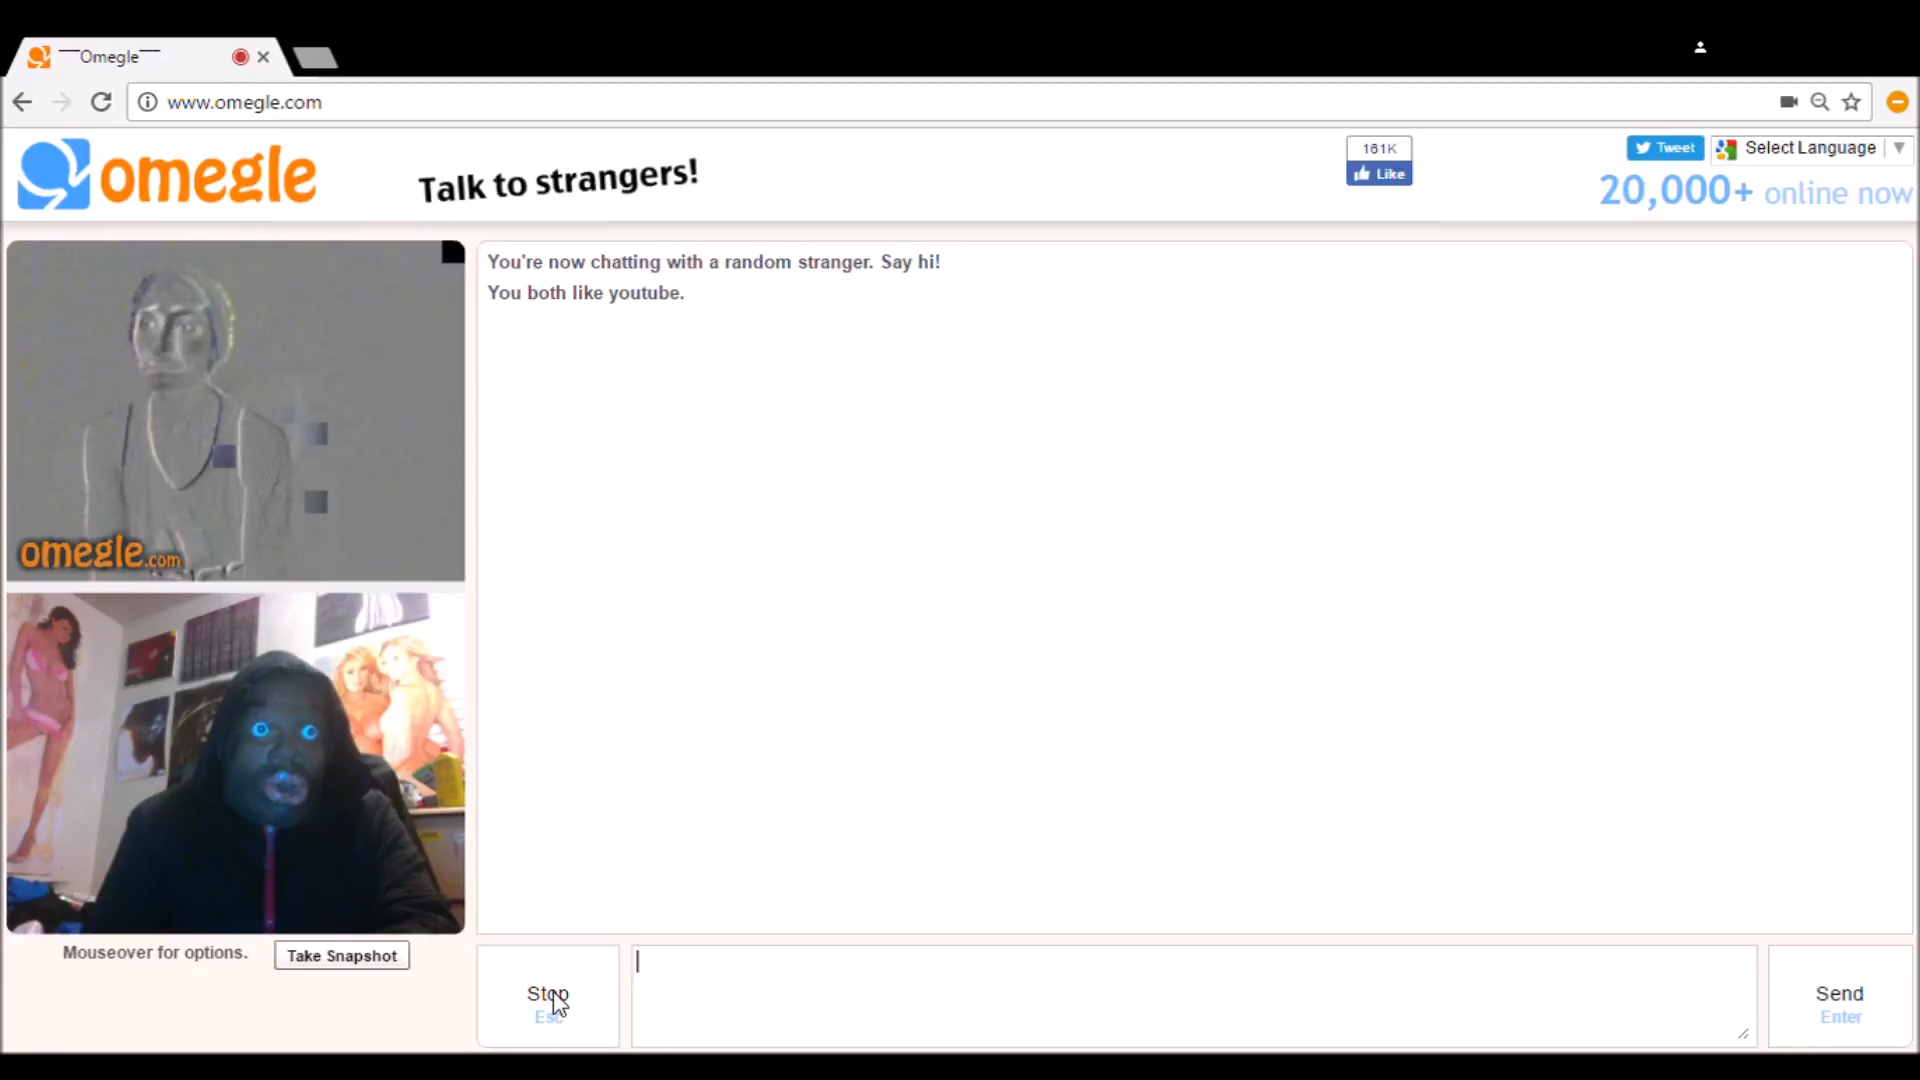 Omegle
www.omegle.com
omegle
Talk to strangers!
161K
Like
Tweet
Select Language
20,000+ online now
You're now chatting with a random stranger. Say hi!
You both like youtube.
omegle.com
Mouseover for options.
Take Snapshot
Stop
Esc
Send
Enter